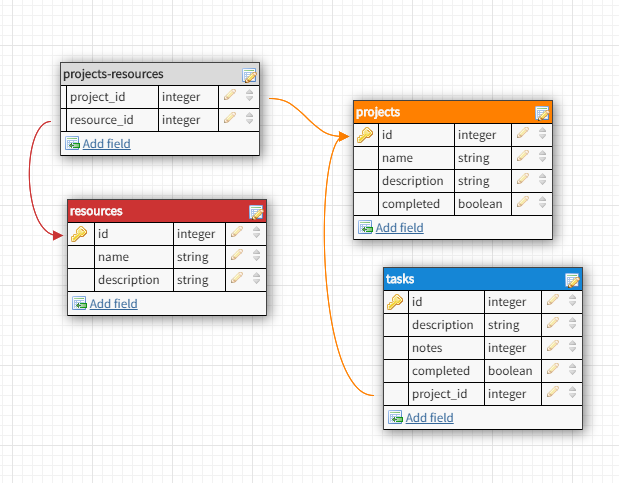 projects-resources
project_id integer
resource_id integer
Add field
resources
id integer
name string
description string
Add field
projects
id integer
name string
description string
completed boolean
Add field
tasks
id integer
description string
notes integer
completed boolean
project_id integer
Add field